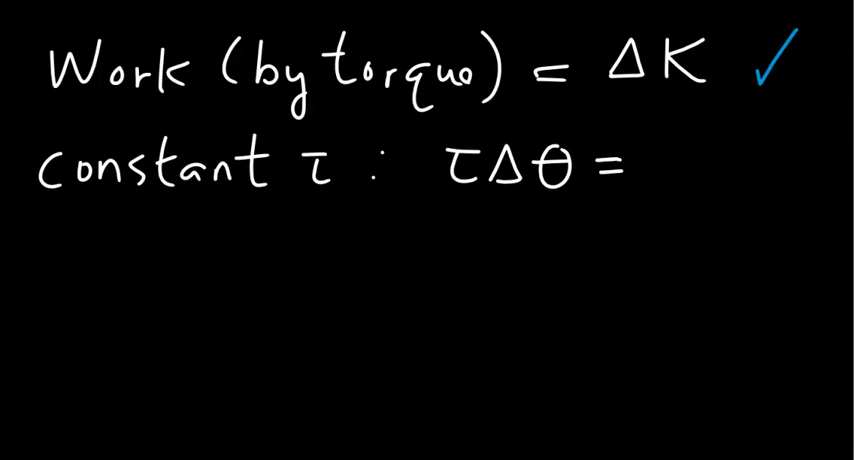 Work (by torque) = ΔK ✓
constant τ : τΔθ =